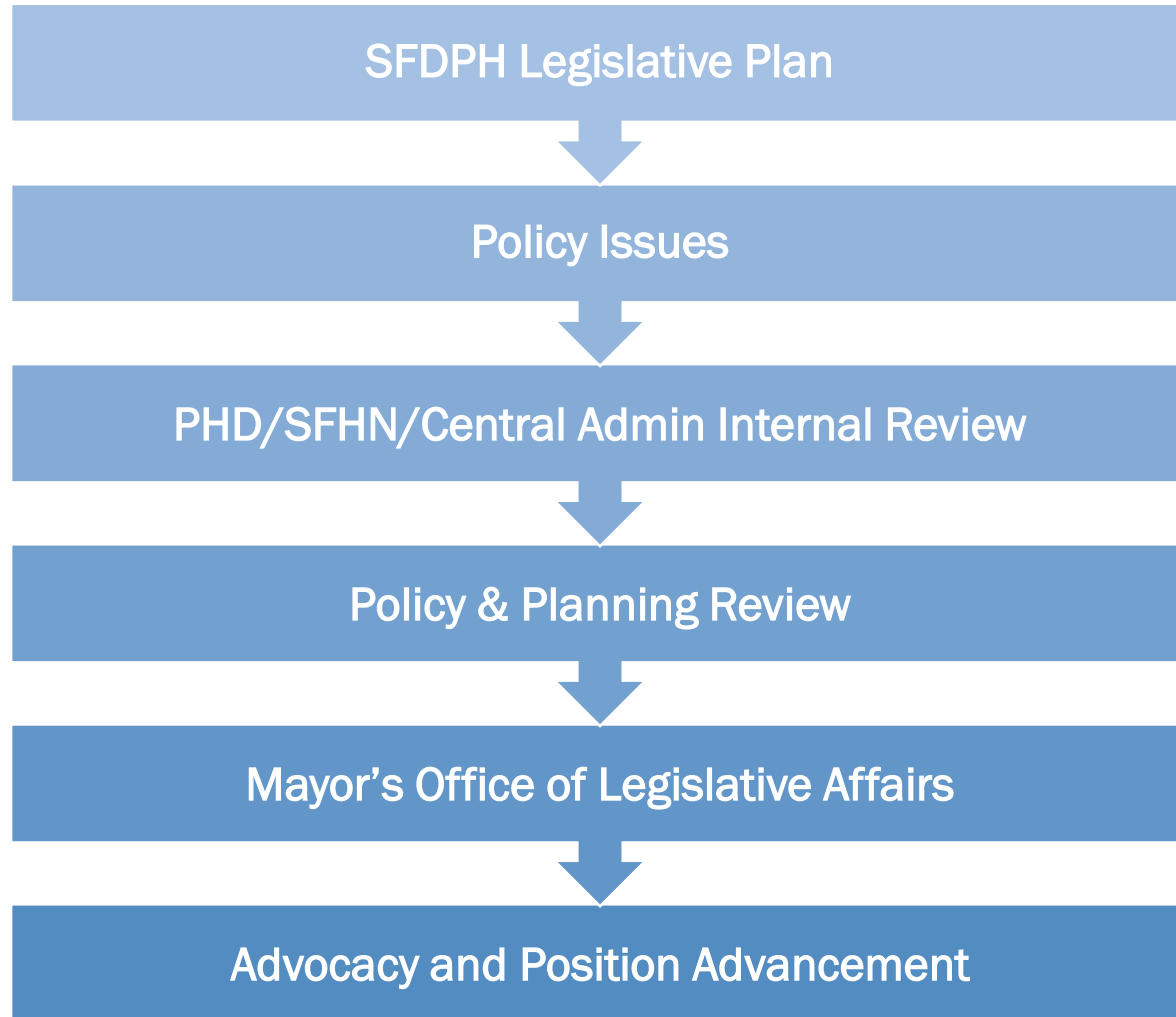 SFDPH Legislative Plan
Policy Issues
PHD/SFHN/Central Admin Internal Review
Policy & Planning Review
Mayor’s Office of Legislative Affairs
Advocacy and Position Advancement